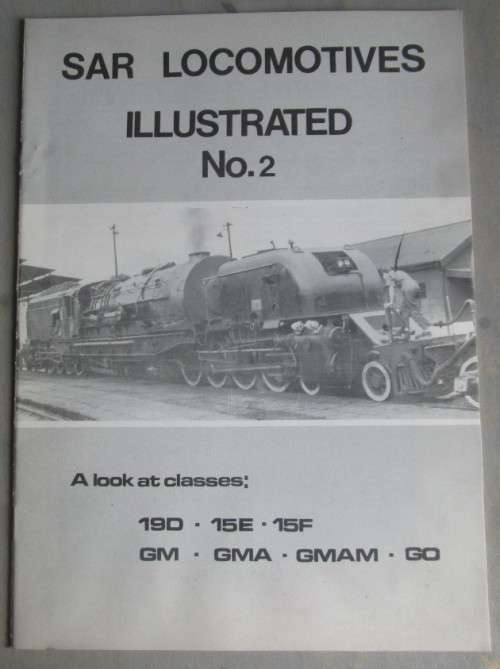 SAR LOCOMOTIVES
ILLUSTRATED
No.2
A look at classes:
19D · 15E · 15F
GM · GMA · GMAM · GO